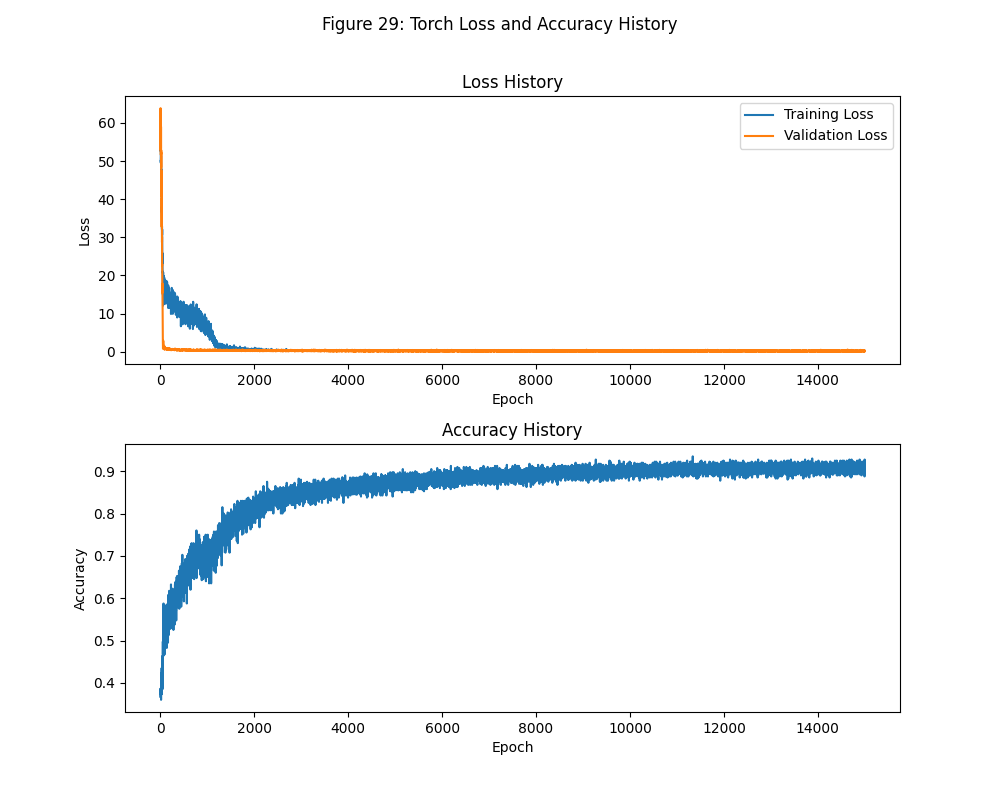 Figure 29: Torch Loss and Accuracy History
Loss History
Training Loss
Validation Loss
60
50
40
30
20
10
0
Loss
0 2000 4000 6000 8000 10000 12000 14000
Epoch
Accuracy History
0.9
0.8
0.7
0.6
0.5
0.4
Accuracy
0 2000 4000 6000 8000 10000 12000 14000
Epoch